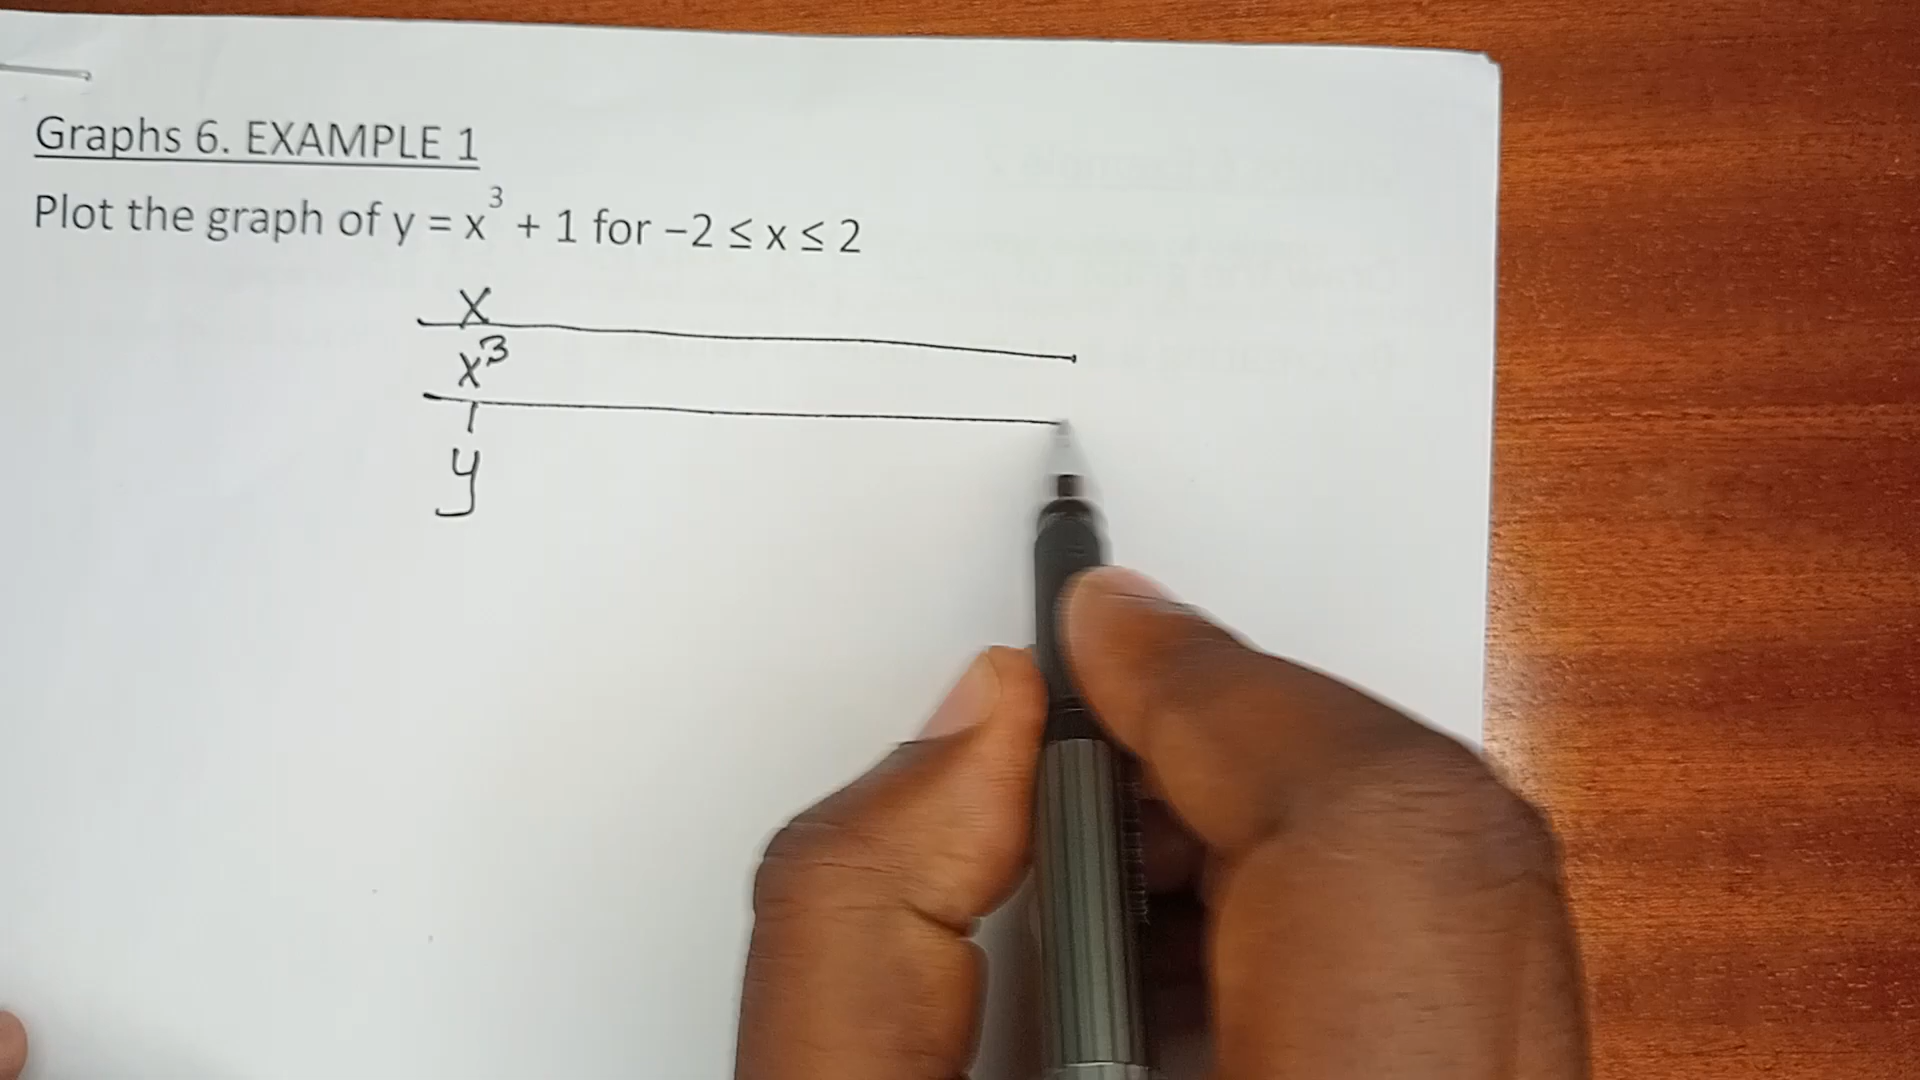 Graphs 6. EXAMPLE 1
Plot the graph of y = x³ + 1 for −2 ≤ x ≤ 2
x
x³
1
y